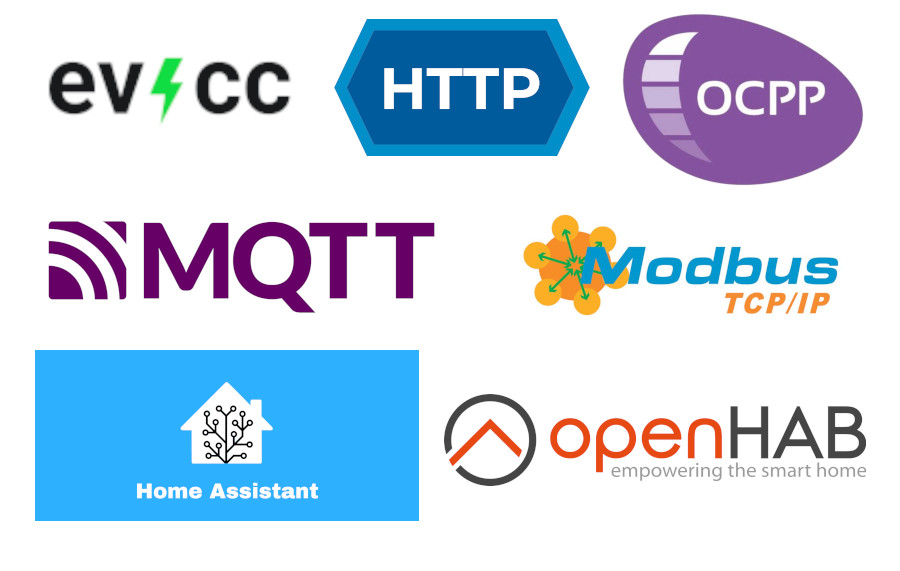 evcc
HTTP
OCPP
MQTT
Modbus
TCP/IP
Home Assistant
openHAB
empowering the smart home